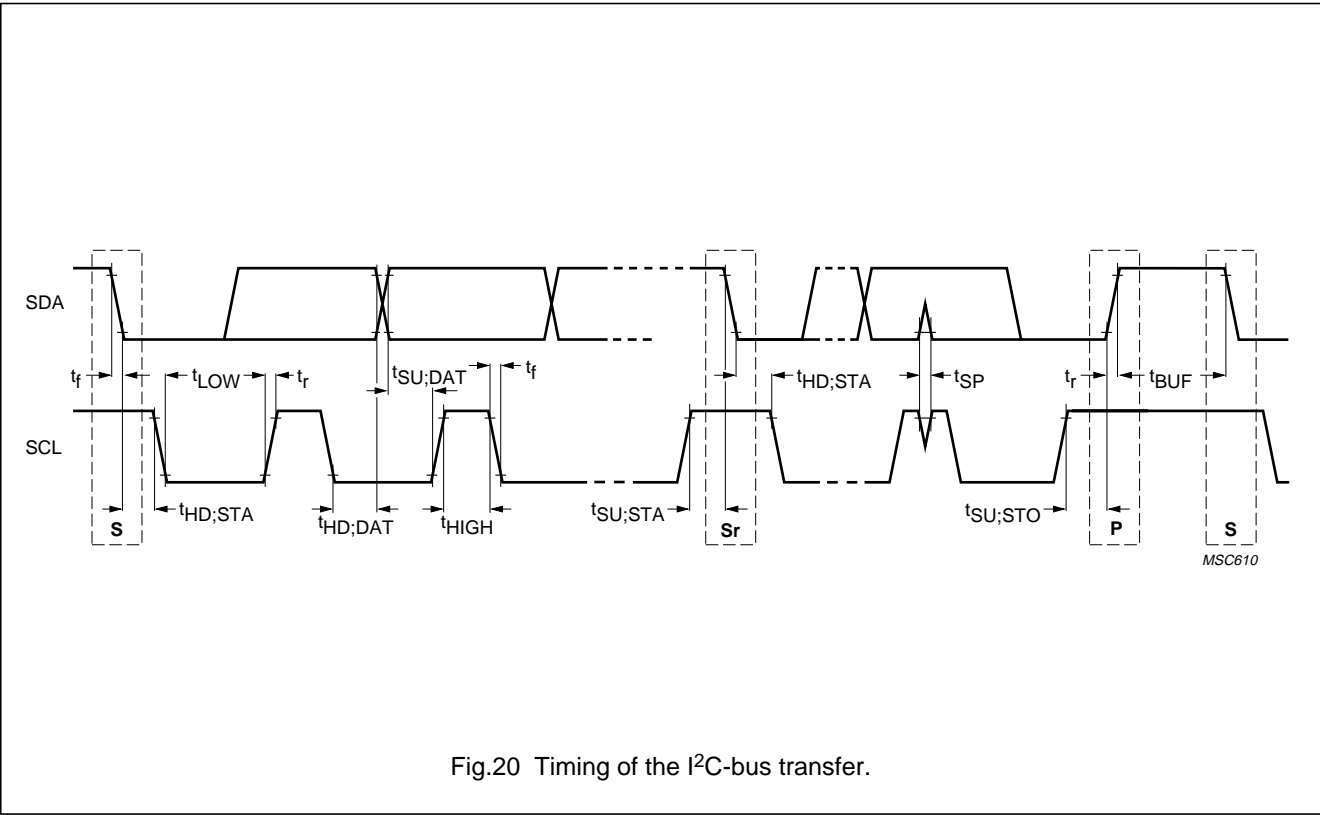 SDA
t_f
t_LOW
t_r
t_SU;DAT
t_f
t_HD;STA
t_SP
t_r
t_BUF
SCL
t_HD;STA
t_HD;DAT
t_HIGH
t_SU;STA
t_SU;STO
S
Sr
P
S
MSC610
Fig.20 Timing of the I²C-bus transfer.